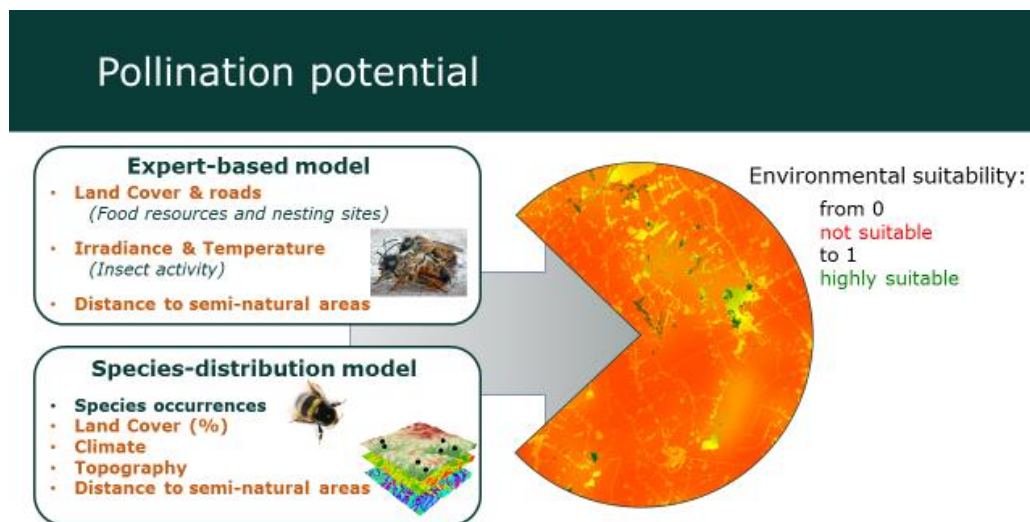 Pollination potential
Expert-based model
• Land Cover & roads
(Food resources and nesting sites)
• Irradiance & Temperature
(Insect activity)
• Distance to semi-natural areas
Species-distribution model
• Species occurrences
• Land Cover (%)
• Climate
• Topography
• Distance to semi-natural areas
Environmental suitability:
from 0
not suitable
to 1
highly suitable